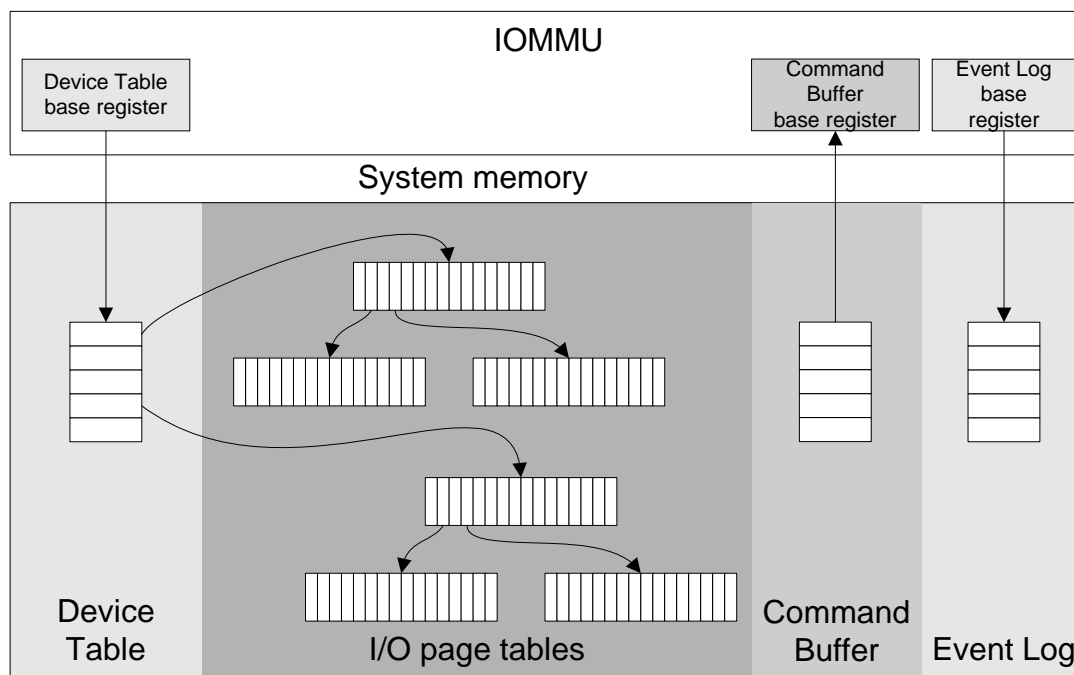 IOMMU
Device Table
base register
Command
Buffer
base register
Event Log
base
register
System memory
Device
Table
I/O page tables
Command
Buffer
Event Log